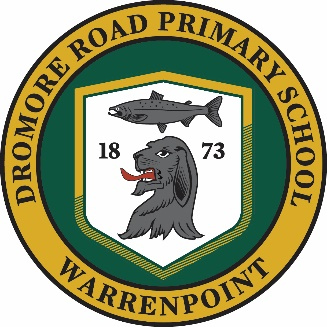 DROMORE ROAD PRIMARY SCHOOL
18 73
WARRENPOINT